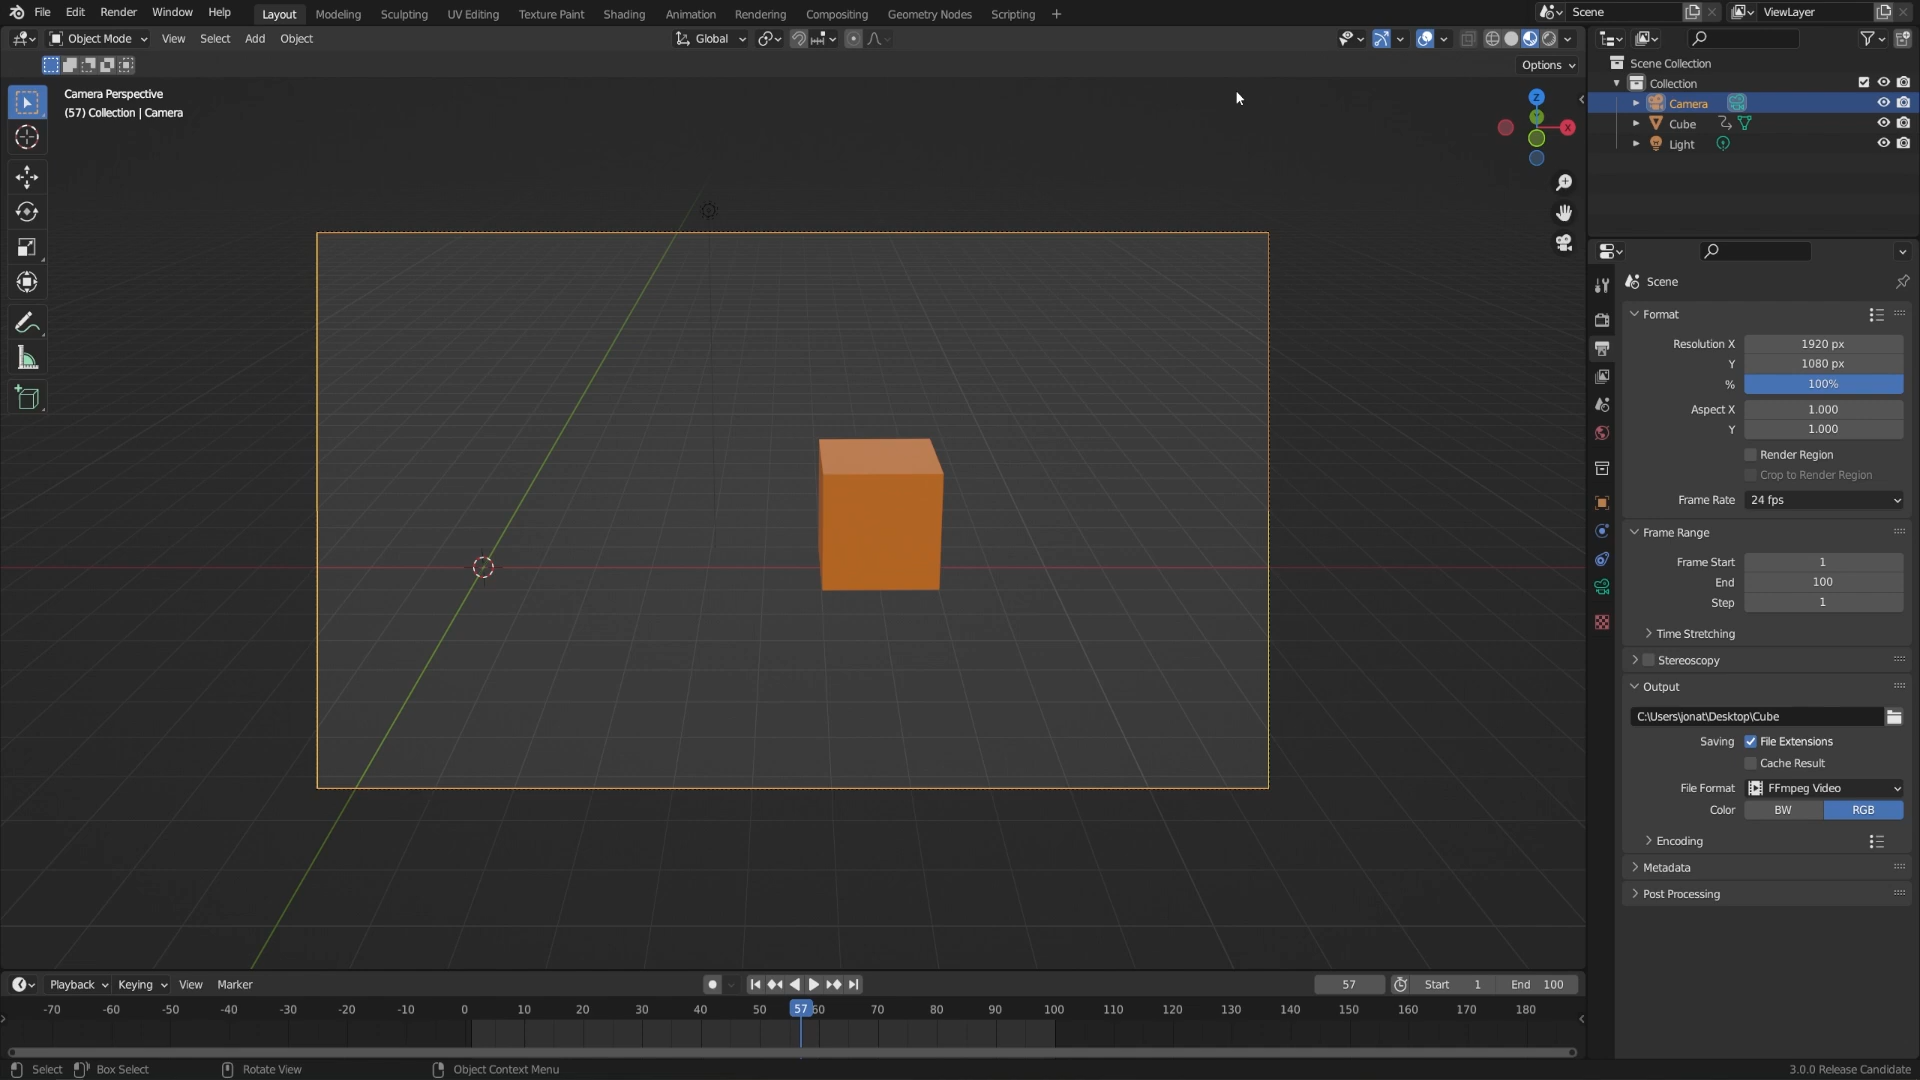 File Edit Render Window Help Layout Modeling Sculpting UV Editing Texture Paint Shading Animation Rendering Compositing Geometry Nodes Scripting + Scene ViewLayer
Object Mode View Select Add Object Global
Options
Camera Perspective
(57) Collection | Camera
Z
X
Scene Collection
Collection
Camera
Cube
Light
Scene
Format
Resolution X 1920 px
Y 1080 px
% 100%
Aspect X 1.000
Y 1.000
Render Region
Crop to Render Region
Frame Rate 24 fps
Frame Range
Frame Start 1
End 100
Step 1
Time Stretching
Stereoscopy
Output
C:\Users\jonat\Desktop\Cube
Saving File Extensions
Cache Result
File Format FFmpeg Video
Color BW RGB
Encoding
Metadata
Post Processing
Playback Keying View Marker 57 Start 1 End 100
-70 -60 -50 -40 -30 -20 -10 0 10 20 30 40 50 57 60 70 80 90 100 110 120 130 140 150 160 170 180
Select Box Select Rotate View Object Context Menu 3.0.0 Release Candidate